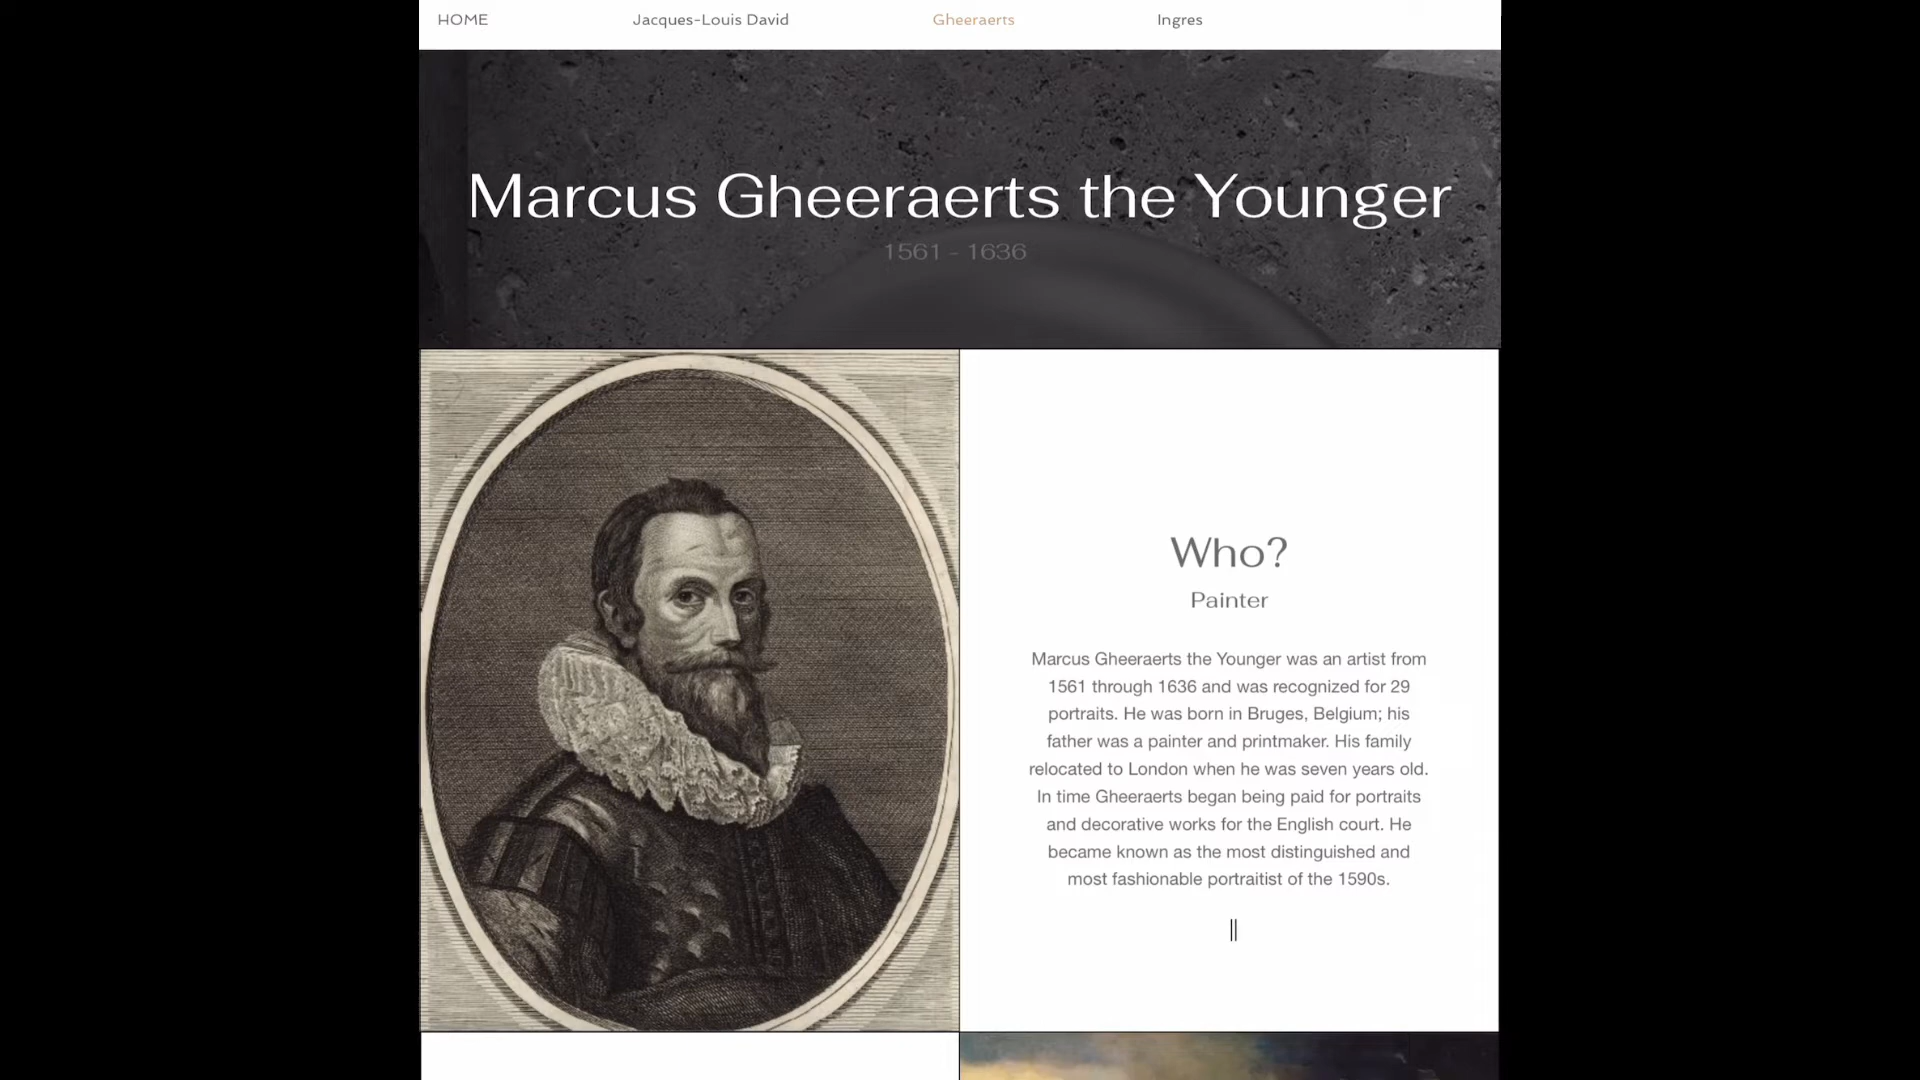 HOME Jacques-Louis David Gheeraerts Ingres
Marcus Gheeraerts the Younger
1561 - 1636
Who?
Painter
Marcus Gheeraerts the Younger was an artist from
1561 through 1636 and was recognized for 29
portraits. He was born in Bruges, Belgium; his
father was a painter and printmaker. His family
relocated to London when he was seven years old.
In time Gheeraerts began being paid for portraits
and decorative works for the English court. He
became known as the most distinguished and
most fashionable portraitist of the 1590s.